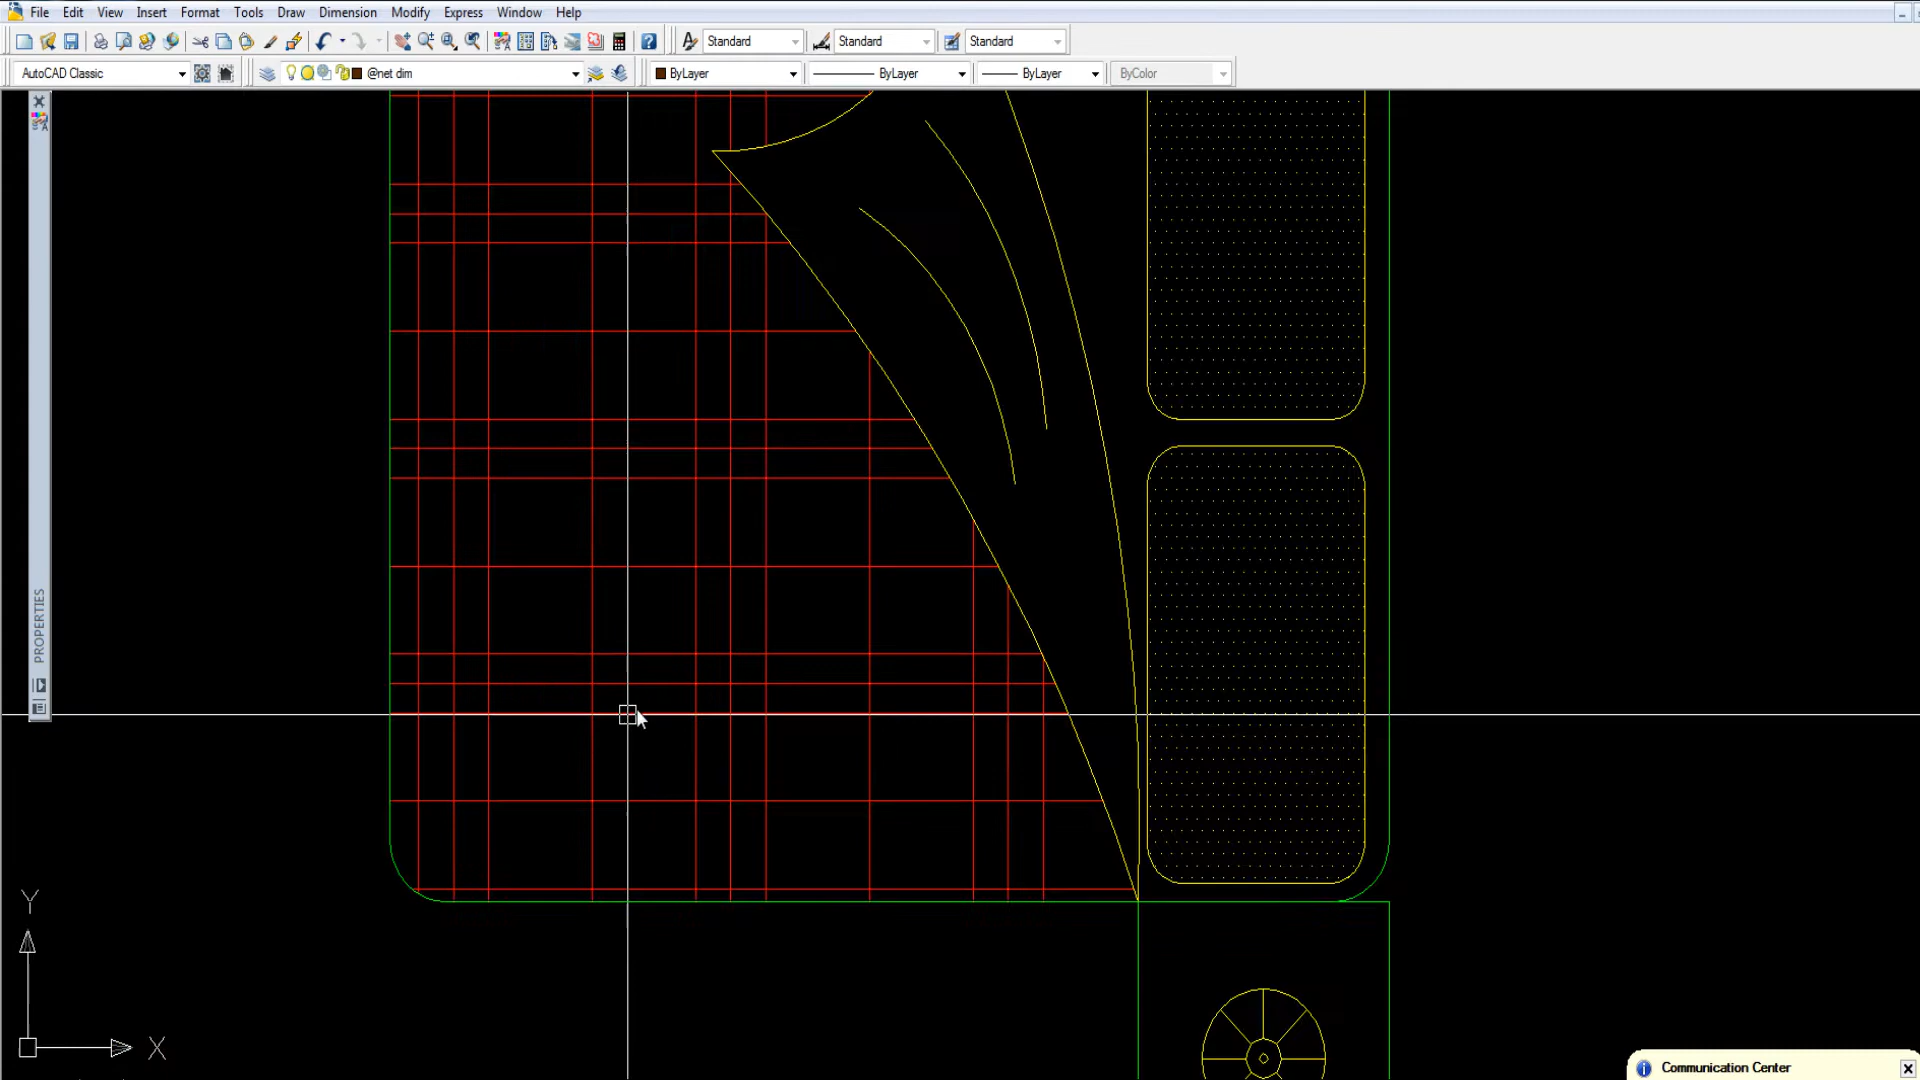 File Edit View Insert Format Tools Draw Dimension Modify Express Window Help
Standard Standard Standard
AutoCAD Classic @net dim ByLayer ByLayer ByLayer ByColor
PROPERTIES
Y
X
Communication Center